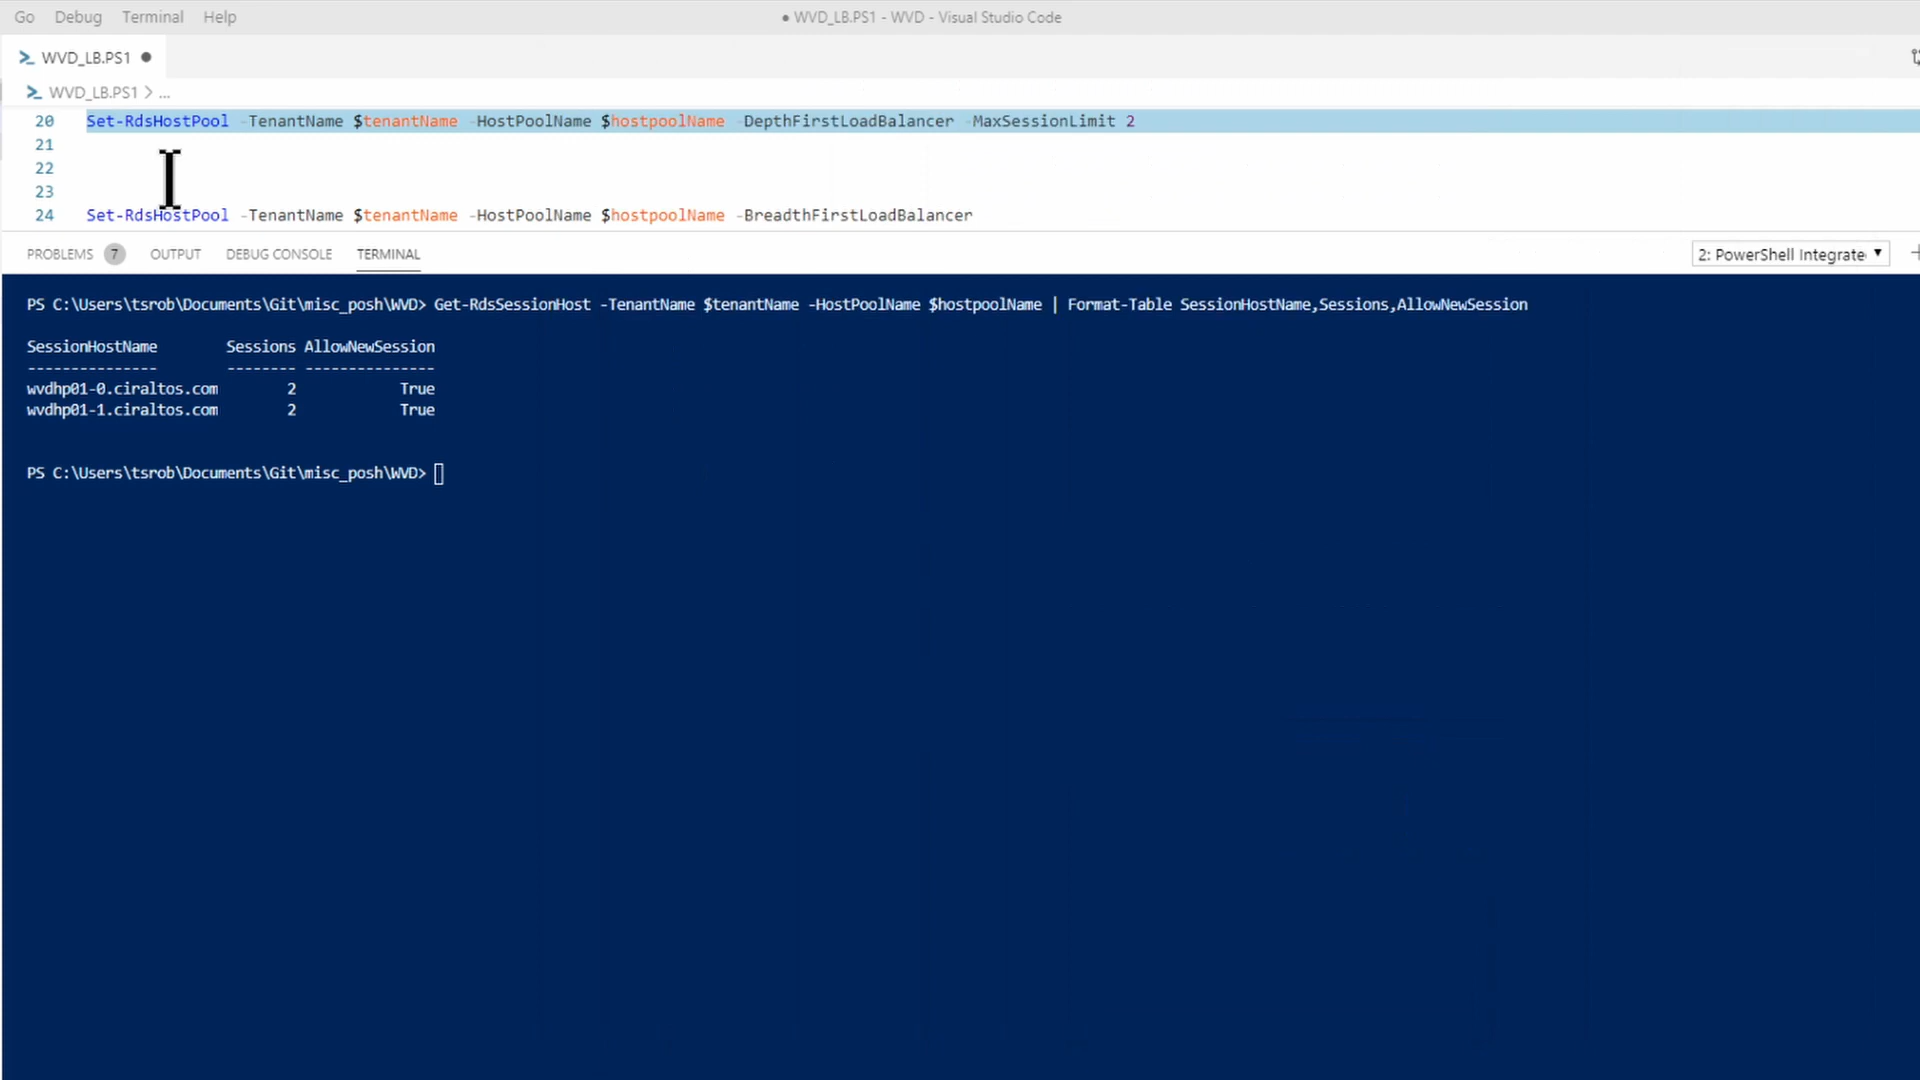 Go Debug Terminal Help ● WVD_LB.PS1 - WVD - Visual Studio Code
WVD_LB.PS1 ●
WVD_LB.PS1 > ...
20 Set-RdsHostPool -TenantName $tenantName -HostPoolName $hostpoolName -DepthFirstLoadBalancer -MaxSessionLimit 2
21
22
23
24 Set-RdsHostPool -TenantName $tenantName -HostPoolName $hostpoolName -BreadthFirstLoadBalancer
PROBLEMS 7 OUTPUT DEBUG CONSOLE TERMINAL 2: PowerShell Integrate
PS C:\Users\tsrob\Documents\Git\misc_posh\WVD> Get-RdsSessionHost -TenantName $tenantName -HostPoolName $hostpoolName | Format-Table SessionHostName,Sessions,AllowNewSession
SessionHostName Sessions AllowNewSession
--------------- -------- ---------------
wvdhp01-0.ciraltos.com 2 True
wvdhp01-1.ciraltos.com 2 True
PS C:\Users\tsrob\Documents\Git\misc_posh\WVD>